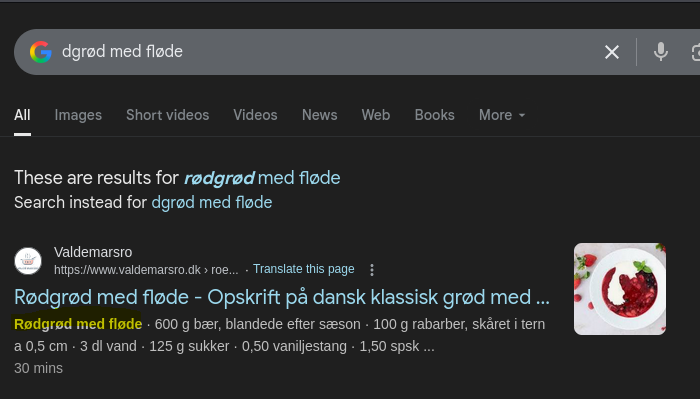 dgrød med fløde
All Images Short videos Videos News Web Books More
These are results for rødgrød med fløde
Search instead for dgrød med fløde
Valdemarsro
https://www.valdemarsro.dk › roe... · Translate this page
Rødgrød med fløde - Opskrift på dansk klassisk grød med ...
Rødgrød med fløde · 600 g bær, blandede efter sæson · 100 g rabarber, skåret i tern
a 0,5 cm · 3 dl vand · 125 g sukker · 0,50 vaniljestang · 1,50 spsk ...
30 mins